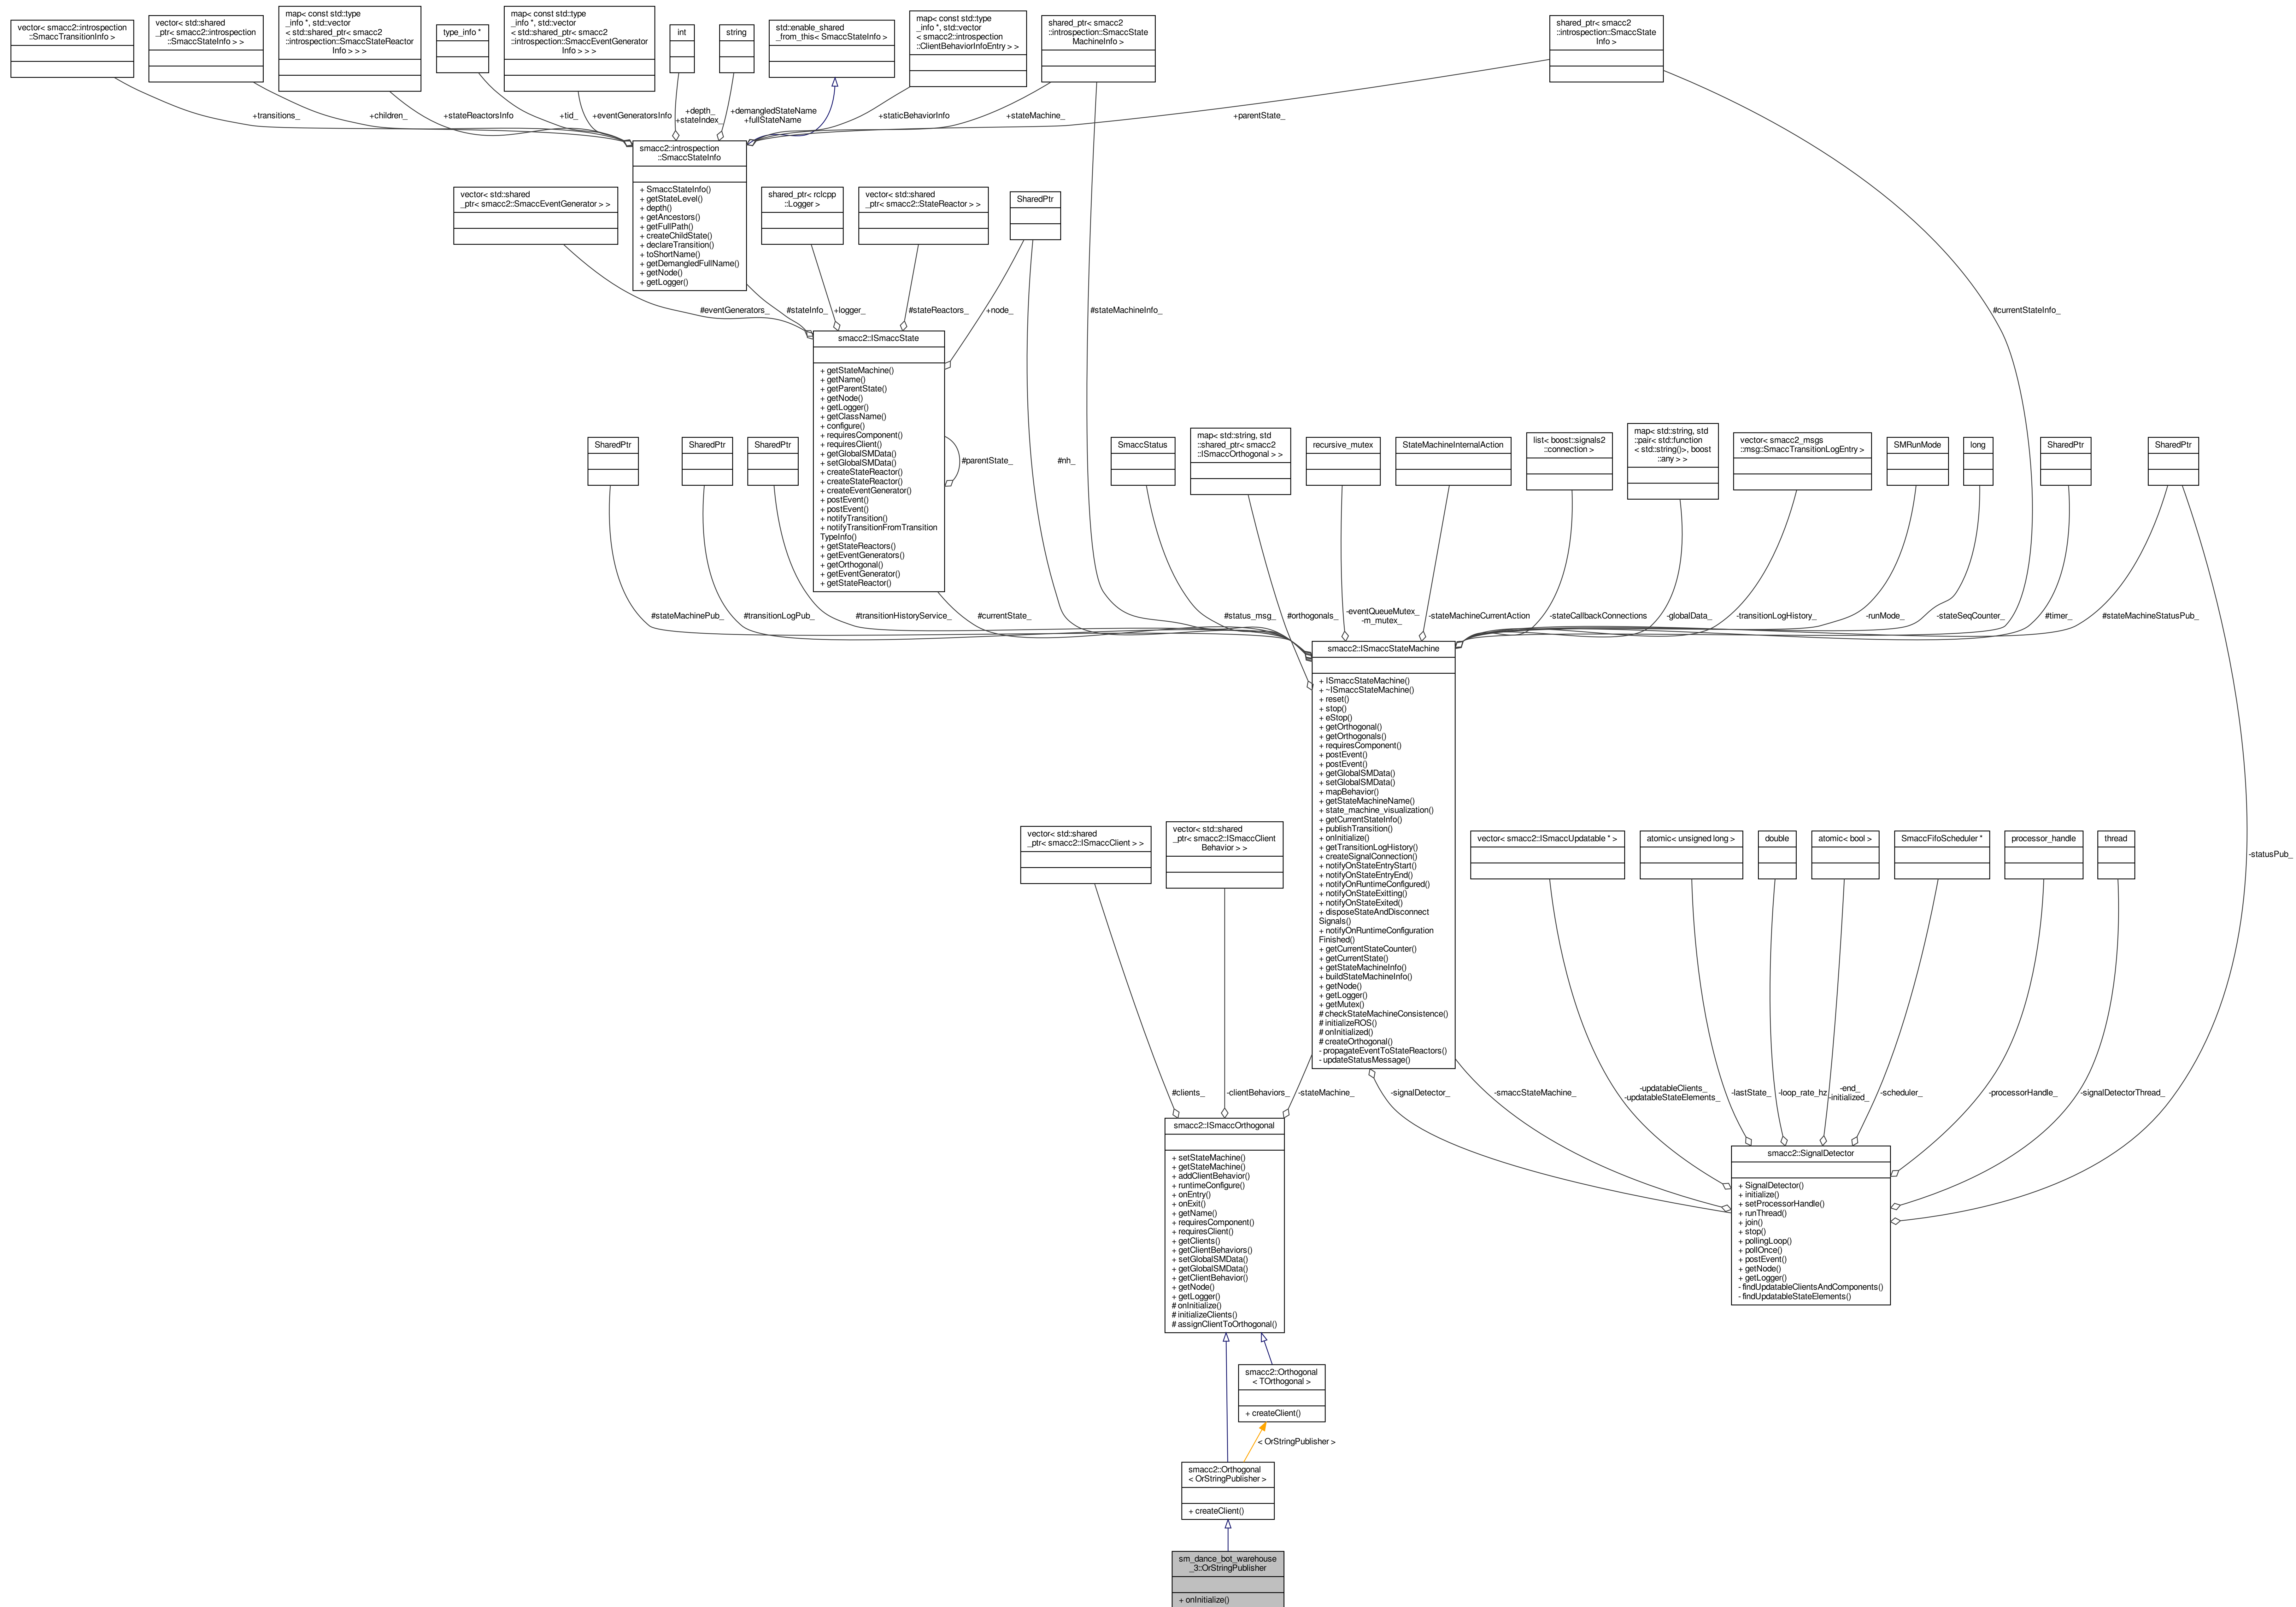 vector< smacc2::introspection
::SmaccTransitionInfo >
vector< std::shared
_ptr< smacc2::introspection
::SmaccStateInfo > >
map< const std::type
_info *, std::vector
< std::shared_ptr< smacc2
::introspection::SmaccStateReactor
Info > > >
type_info *
map< const std::type
_info *, std::vector
< std::shared_ptr< smacc2
::introspection::SmaccEventGenerator
Info > > >
int
string
std::enable_shared
_from_this< SmaccStateInfo >
map< const std::type
_info *, std::vector
< smacc2::introspection
::ClientBehaviorInfoEntry > >
shared_ptr< smacc2
::introspection::SmaccState
MachineInfo >
shared_ptr< smacc2
::introspection::SmaccState
Info >
+transitions_
+children_
+stateReactorsInfo
+tid_
+eventGeneratorsInfo
+depth_
+stateIndex_
+demangledStateName
+fullStateName
+staticBehaviorInfo
+stateMachine_
+parentState_
smacc2::introspection
::SmaccStateInfo
+ SmaccStateInfo()
+ getStateLevel()
+ depth()
+ getAncestors()
+ getFullPath()
+ createChildState()
+ declareTransition()
+ toShortName()
+ getDemangledFullName()
+ getNode()
+ getLogger()
vector< std::shared
_ptr< smacc2::SmaccEventGenerator > >
shared_ptr< rclcpp
::Logger >
vector< std::shared
_ptr< smacc2::StateReactor > >
SharedPtr
#eventGenerators_
#stateInfo_
+logger_
#stateReactors_
+node_
#stateMachineInfo_
#currentStateInfo_
smacc2::ISmaccState
+ getStateMachine()
+ getName()
+ getParentState()
+ getNode()
+ getLogger()
+ getClassName()
+ configure()
+ requiresComponent()
+ requiresClient()
+ getGlobalSMData()
+ setGlobalSMData()
+ createStateReactor()
+ createStateReactor()
+ createEventGenerator()
+ postEvent()
+ postEvent()
+ notifyTransition()
+ notifyTransitionFromTransition
TypeInfo()
+ getStateReactors()
+ getEventGenerators()
+ getOrthogonal()
+ getEventGenerator()
+ getStateReactor()
#parentState_
#nh_
SharedPtr
SharedPtr
SharedPtr
SmaccStatus
map< std::string, std
::shared_ptr< smacc2
::ISmaccOrthogonal > >
recursive_mutex
StateMachineInternalAction
list< boost::signals2
::connection >
map< std::string, std
::pair< std::function
< std::string()>, boost
::any > >
vector< smacc2_msgs
::msg::SmaccTransitionLogEntry >
SMRunMode
long
SharedPtr
SharedPtr
#stateMachinePub_
#transitionLogPub_
#transitionHistoryService_
#currentState_
#status_msg_
#orthogonals_
-eventQueueMutex_
-m_mutex_
-stateMachineCurrentAction
-stateCallbackConnections
-globalData_
-transitionLogHistory_
-runMode_
-stateSeqCounter_
#timer_
#stateMachineStatusPub_
smacc2::ISmaccStateMachine
+ ISmaccStateMachine()
+ ~ISmaccStateMachine()
+ reset()
+ stop()
+ eStop()
+ getOrthogonal()
+ getOrthogonals()
+ requiresComponent()
+ postEvent()
+ postEvent()
+ getGlobalSMData()
+ setGlobalSMData()
+ mapBehavior()
+ getStateMachineName()
+ state_machine_visualization()
+ getCurrentStateInfo()
+ publishTransition()
+ onInitialize()
+ getTransitionLogHistory()
+ createSignalConnection()
+ notifyOnStateEntryStart()
+ notifyOnStateEntryEnd()
+ notifyOnRuntimeConfigured()
+ notifyOnStateExitting()
+ notifyOnStateExited()
+ disposeStateAndDisconnect
Signals()
+ notifyOnRuntimeConfiguration
Finished()
+ getCurrentStateCounter()
+ getCurrentState()
+ getStateMachineInfo()
+ buildStateMachineInfo()
+ getNode()
+ getLogger()
+ getMutex()
# checkStateMachineConsistence()
# initializeROS()
# onInitialized()
# createOrthogonal()
- propagateEventToStateReactors()
- updateStatusMessage()
vector< std::shared
_ptr< smacc2::ISmaccClient > >
vector< std::shared
_ptr< smacc2::ISmaccClient
Behavior > >
vector< smacc2::ISmaccUpdatable * >
atomic< unsigned long >
double
atomic< bool >
SmaccFifoScheduler *
processor_handle
thread
-statusPub_
#clients_
-clientBehaviors_
-stateMachine_
-signalDetector_
-smaccStateMachine_
-updatableClients_
-updatableStateElements_
-lastState_
-loop_rate_hz
-end_
-initialized_
-scheduler_
-processorHandle_
-signalDetectorThread_
smacc2::ISmaccOrthogonal
+ setStateMachine()
+ getStateMachine()
+ addClientBehavior()
+ runtimeConfigure()
+ onEntry()
+ onExit()
+ getName()
+ requiresComponent()
+ requiresClient()
+ getClients()
+ getClientBehaviors()
+ setGlobalSMData()
+ getGlobalSMData()
+ getClientBehavior()
+ getNode()
+ getLogger()
# onInitialize()
# initializeClients()
# assignClientToOrthogonal()
smacc2::SignalDetector
+ SignalDetector()
+ initialize()
+ setProcessorHandle()
+ runThread()
+ join()
+ stop()
+ pollingLoop()
+ pollOnce()
+ postEvent()
+ getNode()
+ getLogger()
- findUpdatableClientsAndComponents()
- findUpdatableStateElements()
smacc2::Orthogonal
< TOrthogonal >
+ createClient()
< OrStringPublisher >
smacc2::Orthogonal
< OrStringPublisher >
+ createClient()
sm_dance_bot_warehouse
_3::OrStringPublisher
+ onInitialize()